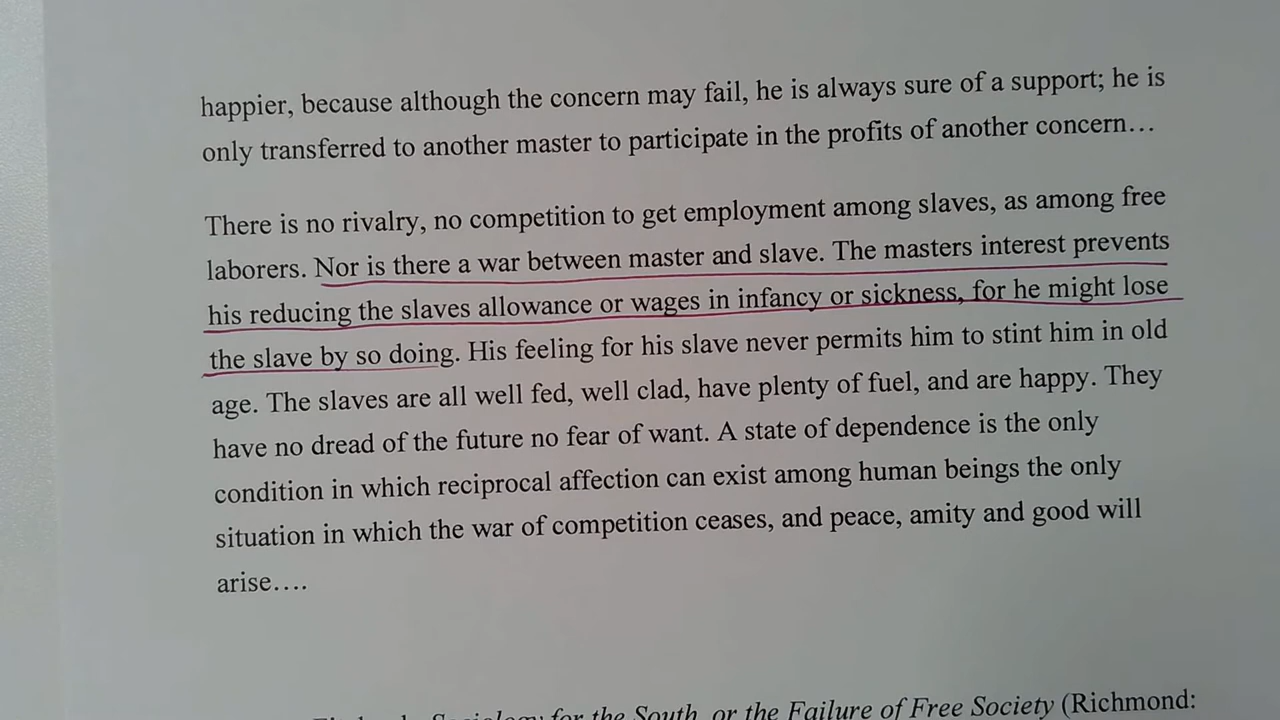 happier, because although the concern may fail, he is always sure of a support; he is
only transferred to another master to participate in the profits of another concern…
There is no rivalry, no competition to get employment among slaves, as among free
laborers. Nor is there a war between master and slave. The masters interest prevents
his reducing the slaves allowance or wages in infancy or sickness, for he might lose
the slave by so doing. His feeling for his slave never permits him to stint him in old
age. The slaves are all well fed, well clad, have plenty of fuel, and are happy. They
have no dread of the future no fear of want. A state of dependence is the only
condition in which reciprocal affection can exist among human beings the only
situation in which the war of competition ceases, and peace, amity and good will
arise….
for the South, or the Failure of Free Society (Richmond: